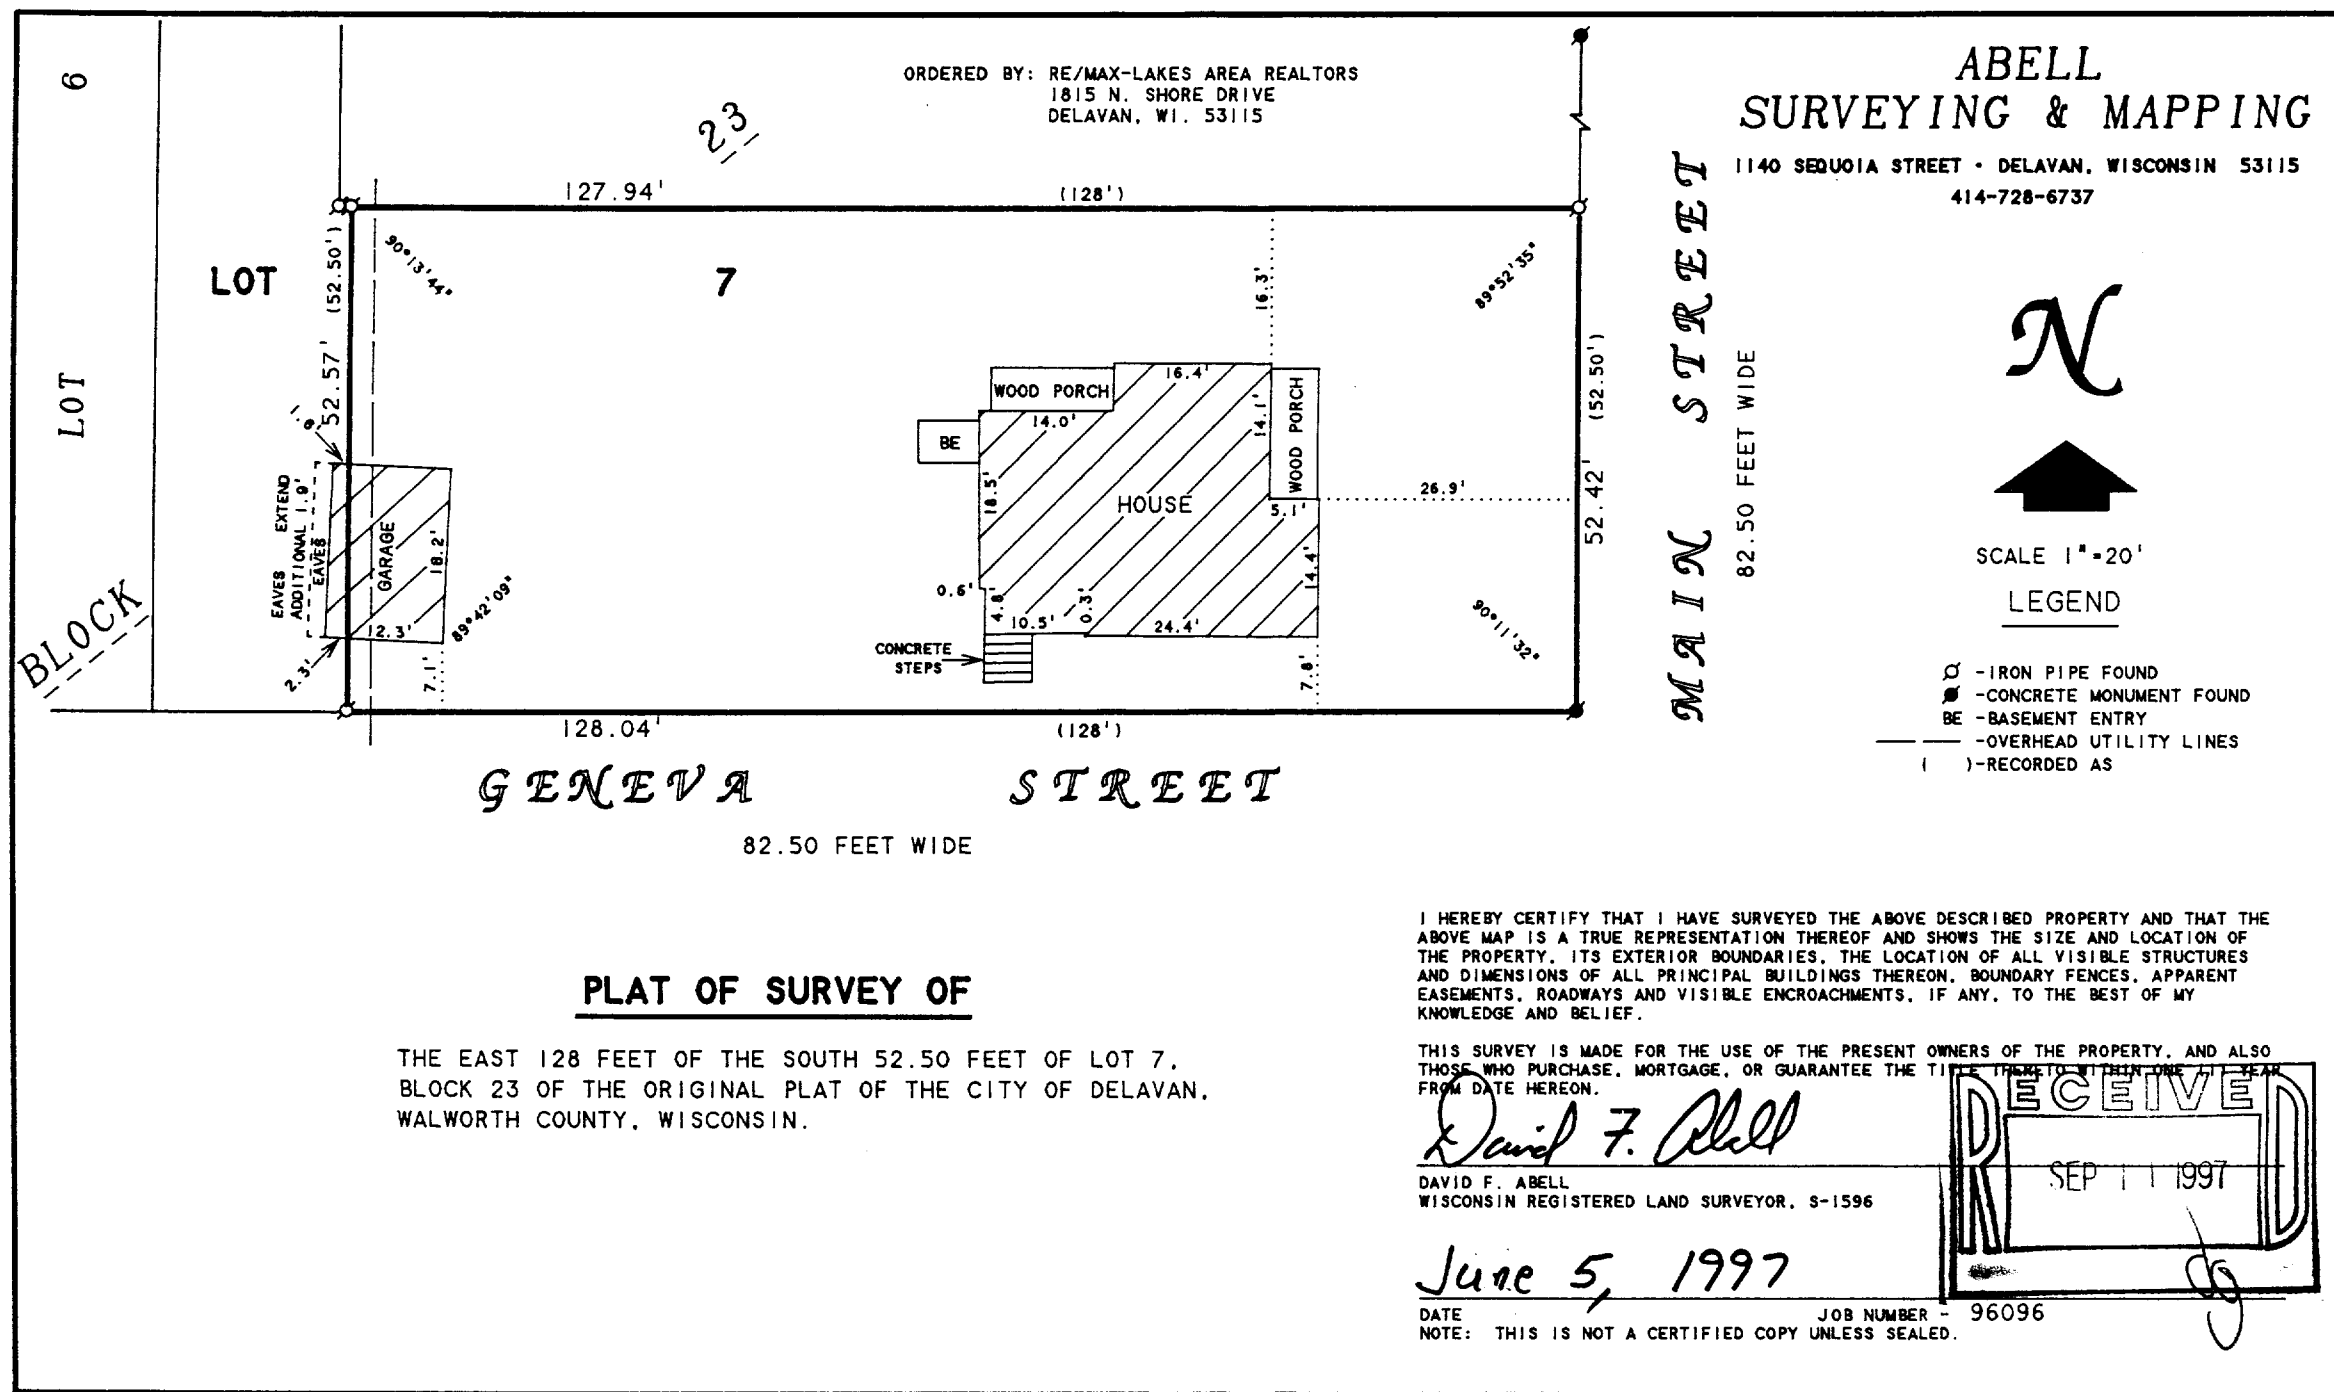 6
LOT
BLOCK
23
LOT
7
ORDERED BY: RE/MAX-LAKES AREA REALTORS
1815 N. SHORE DRIVE
DELAVAN, WI. 53115
127.94'
(128')
(52.50')
52.57'
90°13'44"
89°52'35"
16.3'
1.8'
EAVES EXTEND
ADDITIONAL 1.9'
EAVES
GARAGE
18.2'
12.3'
2.3'
7.1'
89°42'09"
WOOD PORCH
16.4'
14.0'
BE
18.5'
HOUSE
14.1'
WOOD PORCH
5.1'
26.9'
14.4'
0.6'
4.8'
10.5'
0.3'
24.4'
CONCRETE
STEPS
7.8'
90°11'32"
(52.50')
52.42'
128.04'
(128')
GENEVA STREET
82.50 FEET WIDE
MAIN STREET
82.50 FEET WIDE
ABELL
SURVEYING & MAPPING
1140 SEQUOIA STREET • DELAVAN, WISCONSIN 53115
414-728-6737
N
SCALE 1"=20'
LEGEND
-IRON PIPE FOUND
-CONCRETE MONUMENT FOUND
BE -BASEMENT ENTRY
-OVERHEAD UTILITY LINES
( )-RECORDED AS
PLAT OF SURVEY OF
THE EAST 128 FEET OF THE SOUTH 52.50 FEET OF LOT 7,
BLOCK 23 OF THE ORIGINAL PLAT OF THE CITY OF DELAVAN,
WALWORTH COUNTY, WISCONSIN.
I HEREBY CERTIFY THAT I HAVE SURVEYED THE ABOVE DESCRIBED PROPERTY AND THAT THE
ABOVE MAP IS A TRUE REPRESENTATION THEREOF AND SHOWS THE SIZE AND LOCATION OF
THE PROPERTY, ITS EXTERIOR BOUNDARIES, THE LOCATION OF ALL VISIBLE STRUCTURES
AND DIMENSIONS OF ALL PRINCIPAL BUILDINGS THEREON, BOUNDARY FENCES, APPARENT
EASEMENTS, ROADWAYS AND VISIBLE ENCROACHMENTS, IF ANY, TO THE BEST OF MY
KNOWLEDGE AND BELIEF.
THIS SURVEY IS MADE FOR THE USE OF THE PRESENT OWNERS OF THE PROPERTY, AND ALSO
THOSE WHO PURCHASE, MORTGAGE, OR GUARANTEE THE TITLE THERETO WITHIN ONE (1) YEAR
FROM DATE HEREON.
David F. Abell
DAVID F. ABELL
WISCONSIN REGISTERED LAND SURVEYOR, S-1596
RECEIVED
SEP 11 1997
June 5, 1997
DATE JOB NUMBER - 96096
NOTE: THIS IS NOT A CERTIFIED COPY UNLESS SEALED.